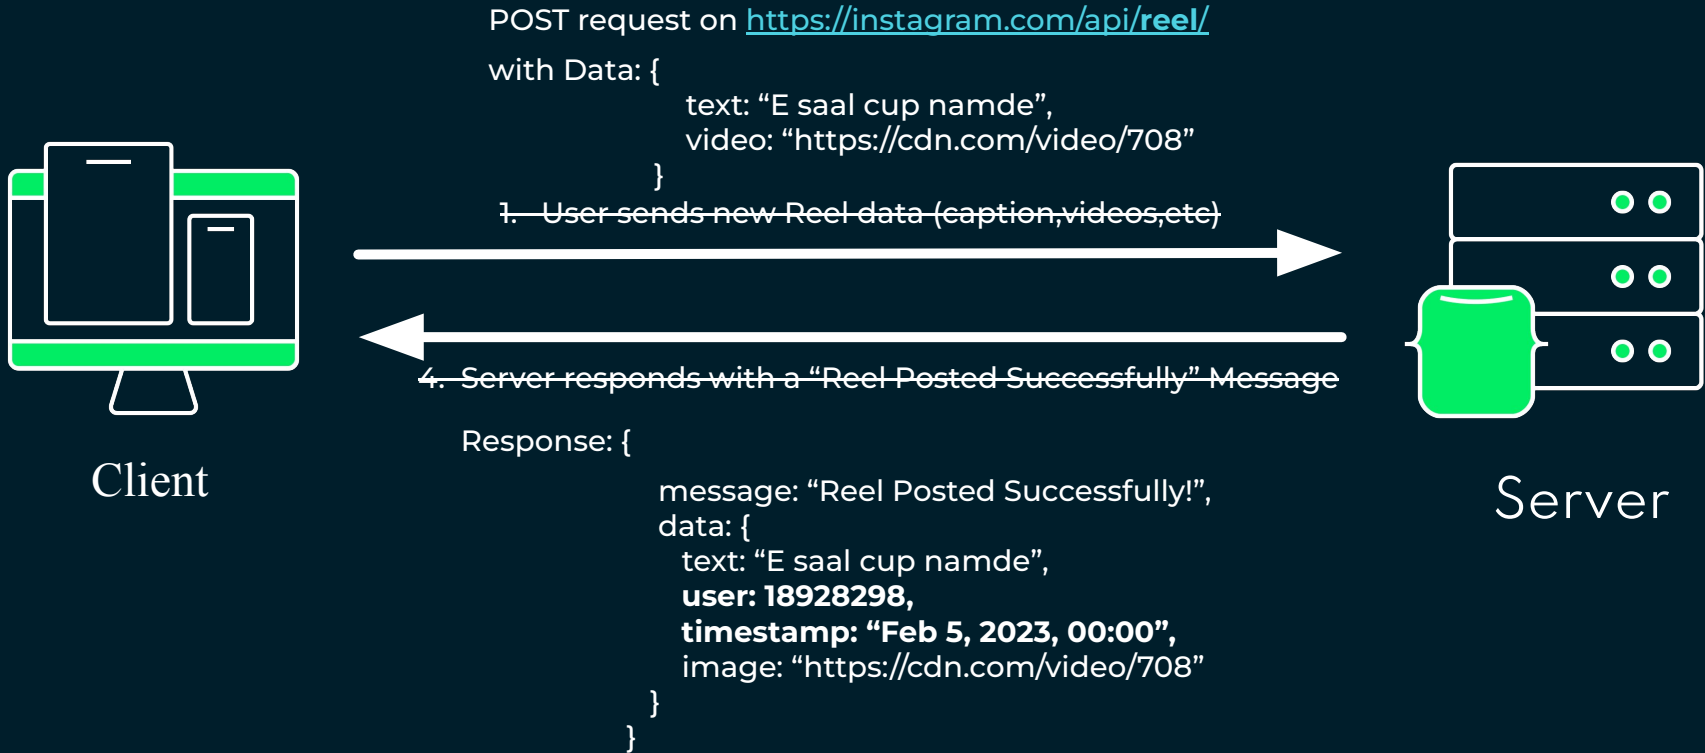 POST request on https://instagram.com/api/reel/
with Data: {
text: “E saal cup namde”,
video: “https://cdn.com/video/708”
}
1. User sends new Reel data (caption,videos,etc)
4. Server responds with a “Reel Posted Successfully” Message
Response: {
Client
message: “Reel Posted Successfully!”,
Server
data: {
text: “E saal cup namde”,
user: 18928298,
timestamp: “Feb 5, 2023, 00:00”,
image: “https://cdn.com/video/708”
}
}